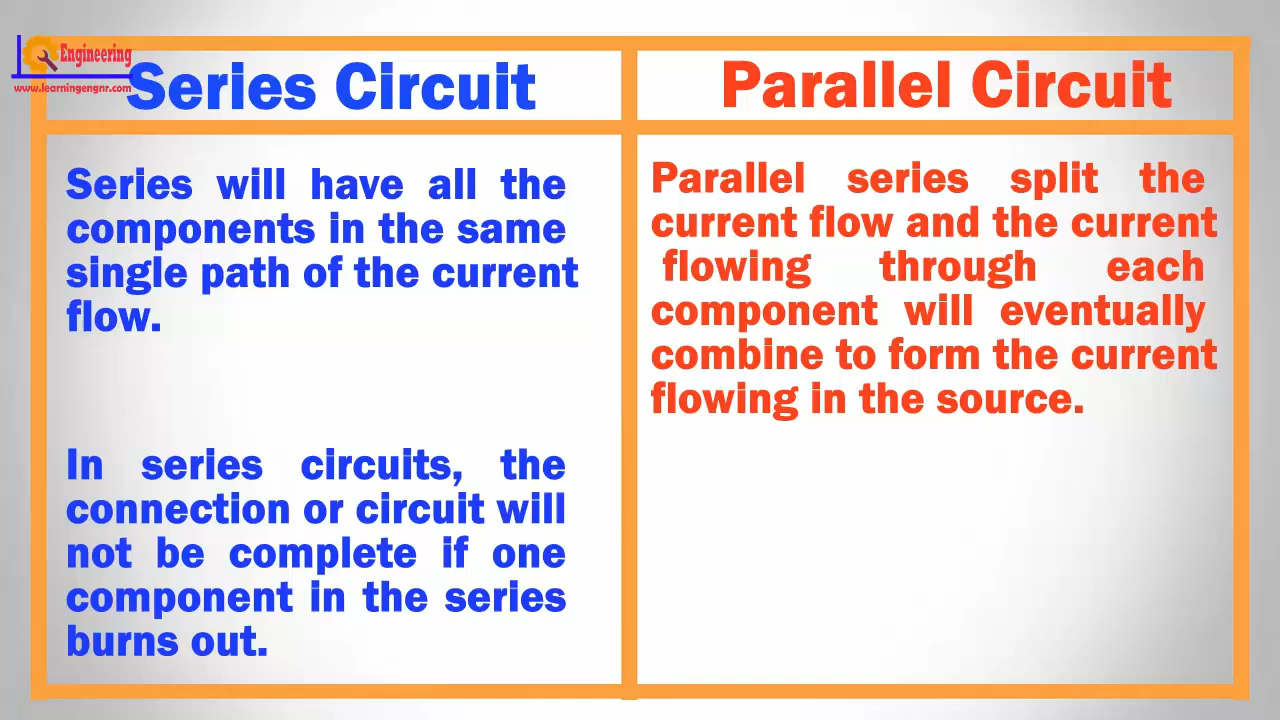 Engineering
www.learningengnr.com
Series Circuit
Parallel Circuit
Series will have all the
components in the same
single path of the current
flow.
In series circuits, the
connection or circuit will
not be complete if one
component in the series
burns out.
Parallel series split the
current flow and the current
flowing through each
component will eventually
combine to form the current
flowing in the source.